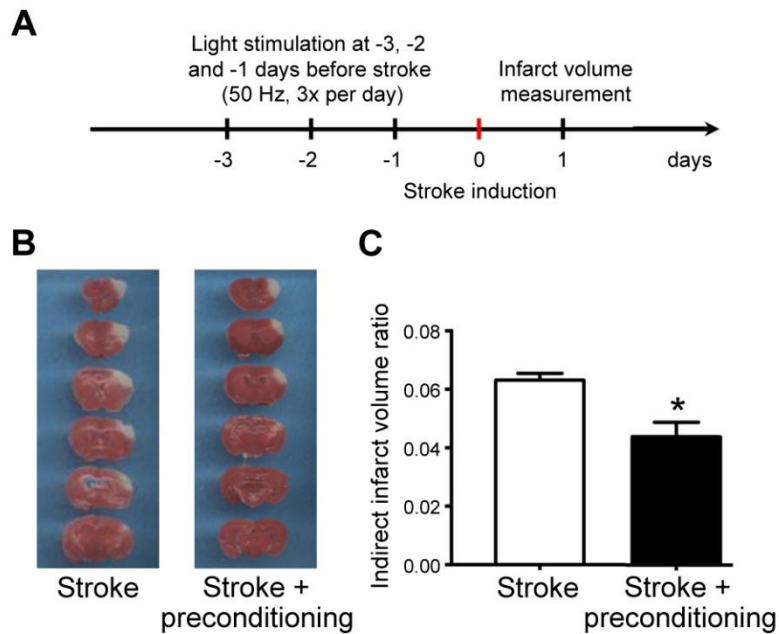 A
Light stimulation at -3, -2
and -1 days before stroke
(50 Hz, 3x per day)
Infarct volume
measurement
-3 -2 -1 0 1 days
Stroke induction
B
Stroke
Stroke +
preconditioning
C
Indirect infarct volume ratio
0.08
0.06
0.04
0.02
0.00
*
Stroke
Stroke +
preconditioning